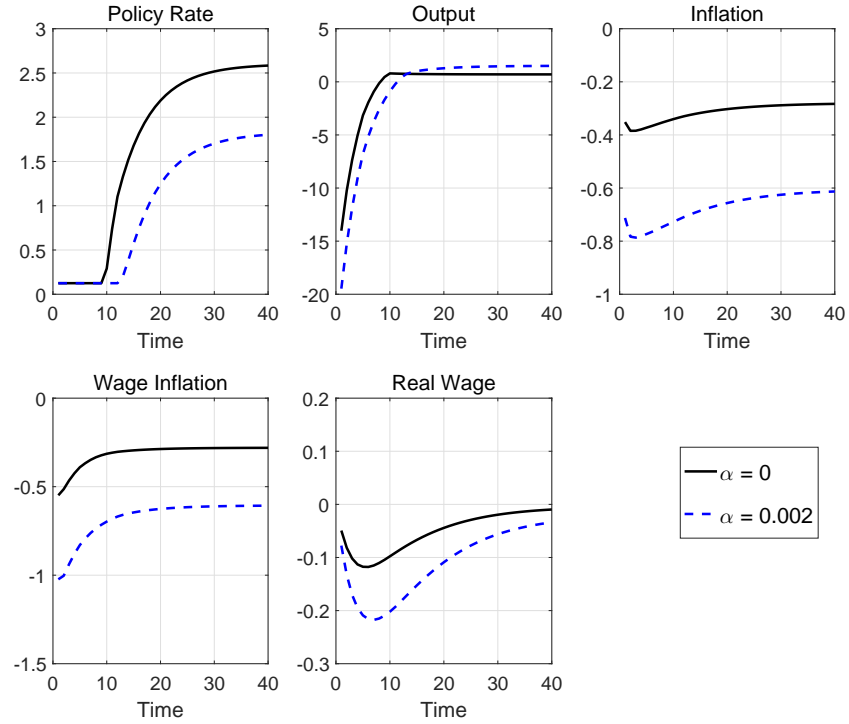 Policy Rate
3
2.5
2
1.5
1
0.5
0
0 10 20 30 40
Time
Output
5
0
-5
-10
-15
-20
0 10 20 30 40
Time
Inflation
0
-0.2
-0.4
-0.6
-0.8
-1
0 10 20 30 40
Time
Wage Inflation
0
-0.5
-1
-1.5
0 10 20 30 40
Time
Real Wage
0.2
0.1
0
-0.1
-0.2
-0.3
0 10 20 30 40
Time
α = 0
α = 0.002